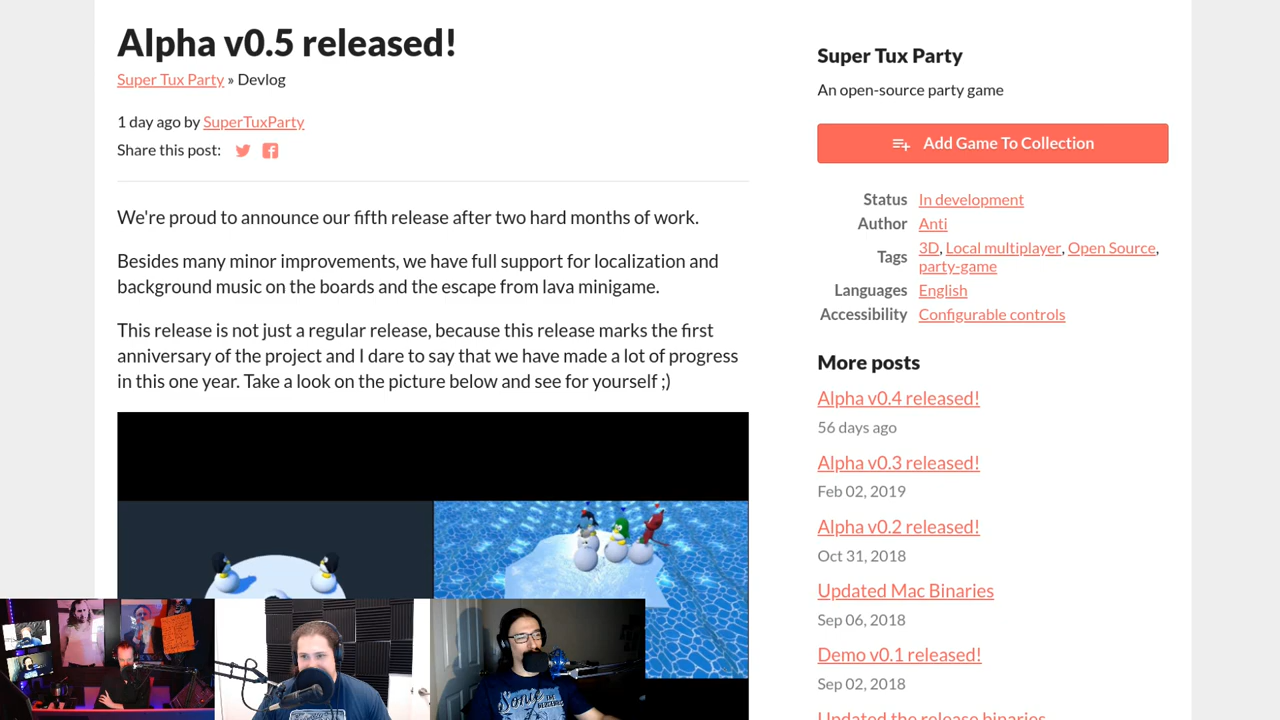 Alpha v0.5 released!
Super Tux Party » Devlog
1 day ago by SuperTuxParty
Share this post:
We're proud to announce our fifth release after two hard months of work.
Besides many minor improvements, we have full support for localization and
background music on the boards and the escape from lava minigame.
This release is not just a regular release, because this release marks the first
anniversary of the project and I dare to say that we have made a lot of progress
in this one year. Take a look on the picture below and see for yourself ;)
Super Tux Party
An open-source party game
Add Game To Collection
Status In development
Author Anti
Tags 3D, Local multiplayer, Open Source,
party-game
Languages English
Accessibility Configurable controls
More posts
Alpha v0.4 released!
56 days ago
Alpha v0.3 released!
Feb 02, 2019
Alpha v0.2 released!
Oct 31, 2018
Updated Mac Binaries
Sep 06, 2018
Demo v0.1 released!
Sep 02, 2018
Updated the release binaries
Sonic